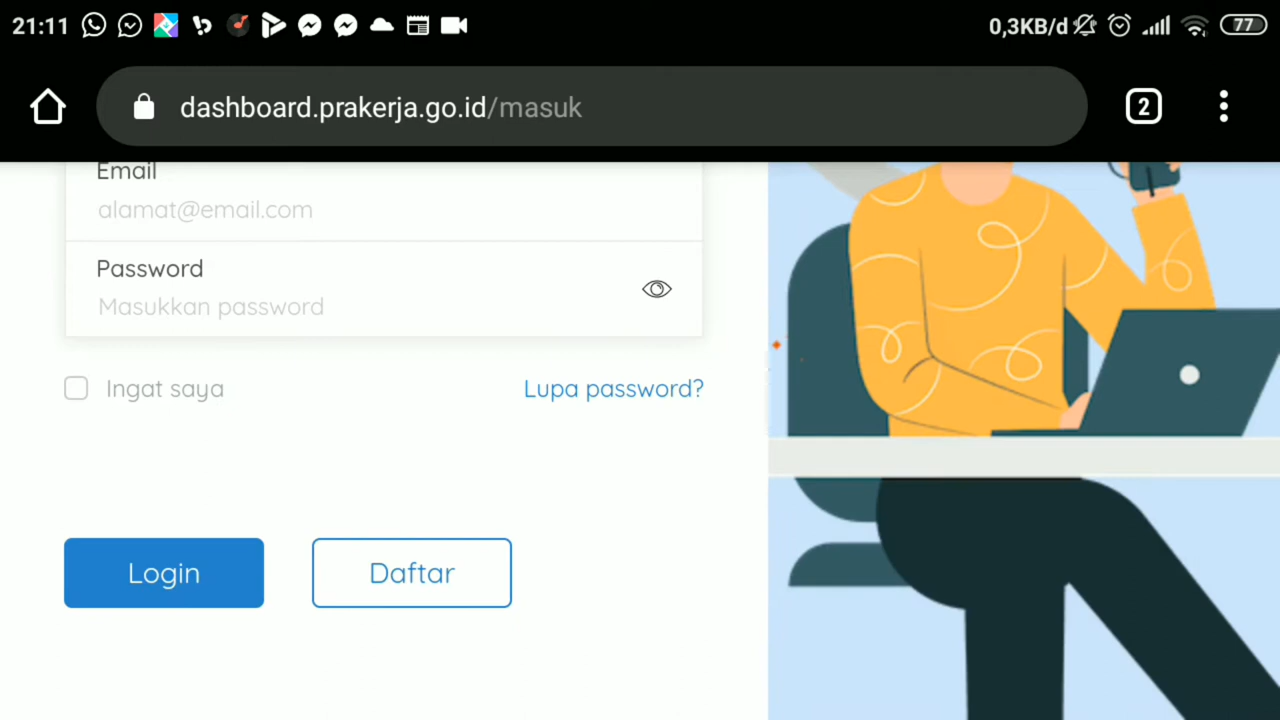 21:11
0,3KB/d
77
dashboard.prakerja.go.id/masuk
2
Email
alamat@email.com
Password
Masukkan password
Ingat saya
Lupa password?
Login
Daftar